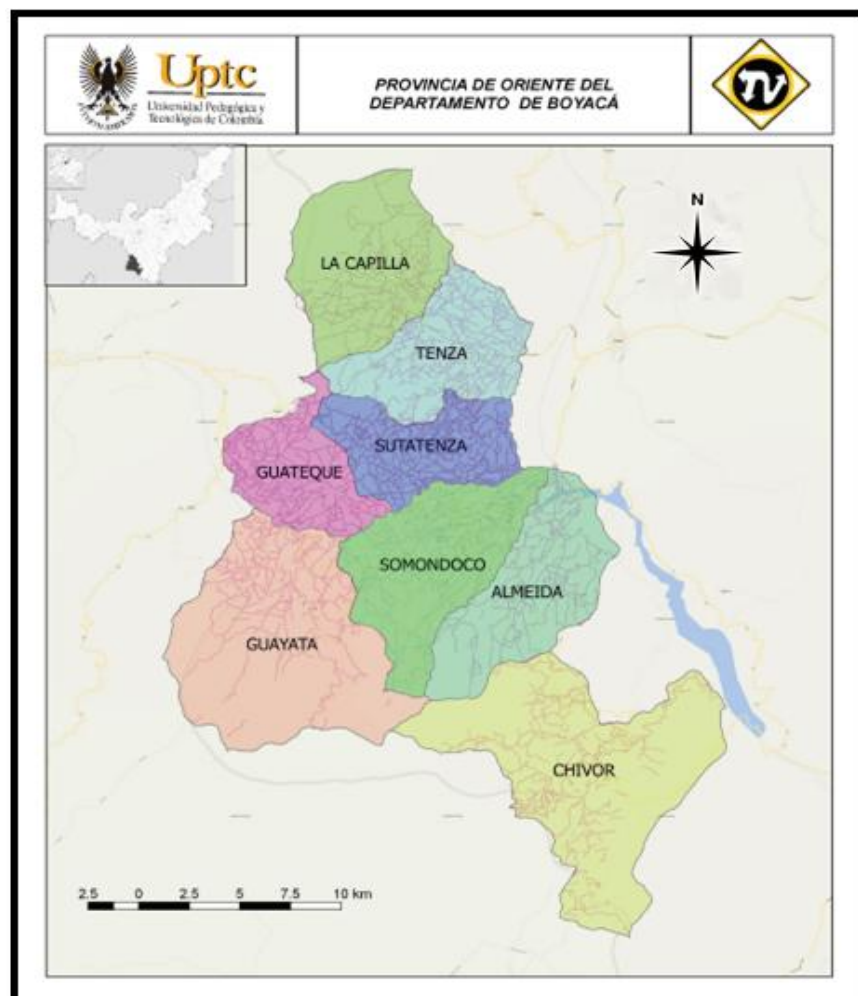 Uptc
Universidad Pedagógica y
Tecnológica de Colombia
PROVINCIA DE ORIENTE DEL
DEPARTAMENTO DE BOYACÁ
TV
N
LA CAPILLA
TENZA
SUTATENZA
GUATEQUE
SOMONDOCO
ALMEIDA
GUAYATA
CHIVOR
2.5 0 2.5 5 7.5 10 km